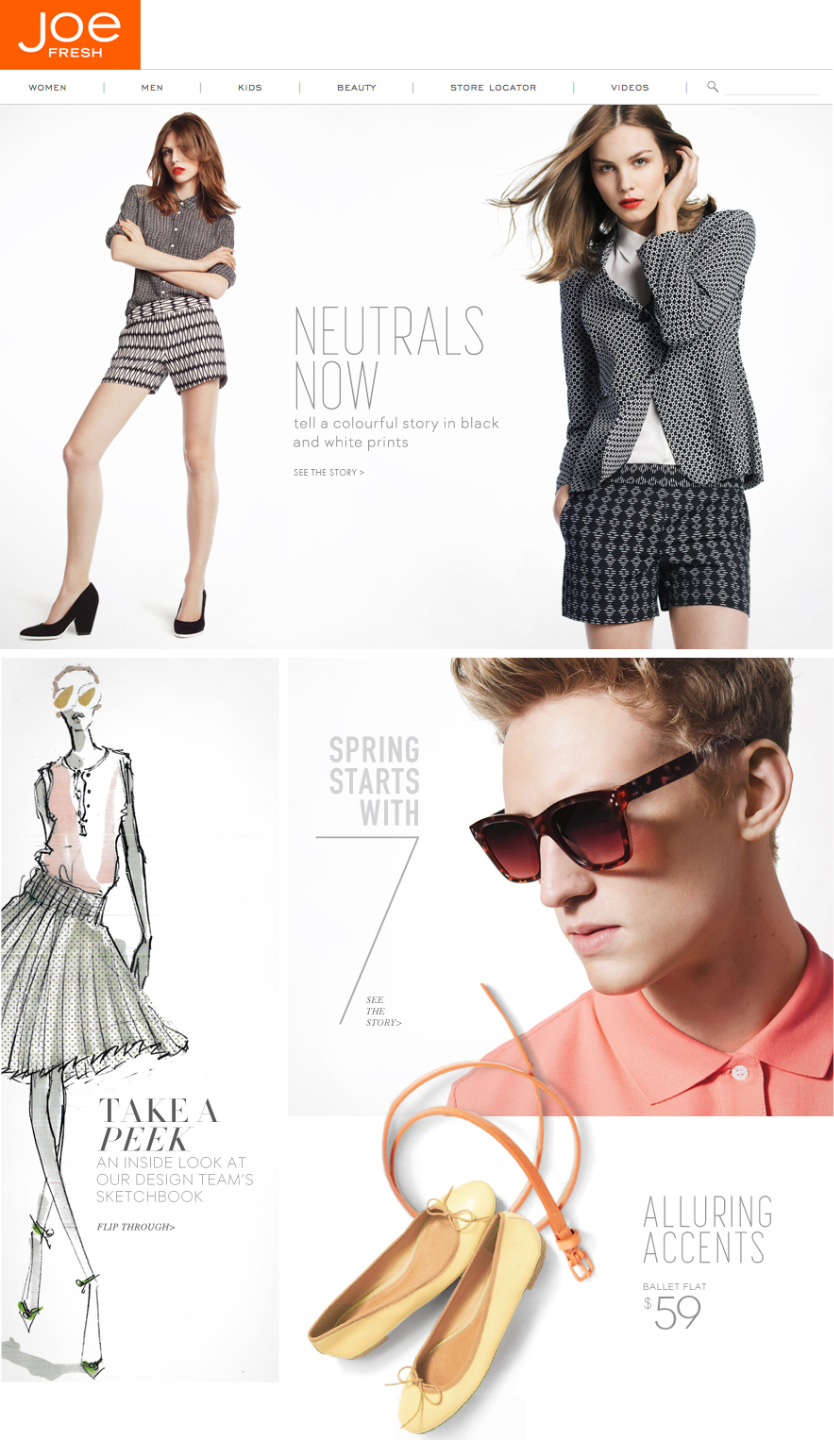 JOE
FRESH
WOMEN | MEN | KIDS | BEAUTY | STORE LOCATOR | VIDEOS |
NEUTRALS
NOW
tell a colourful story in black
and white prints
SEE THE STORY >
SPRING
STARTS
WITH
7
SEE
THE
STORY>
TAKE A
PEEK
AN INSIDE LOOK AT
OUR DESIGN TEAM'S
SKETCHBOOK
FLIP THROUGH>
ALLURING
ACCENTS
BALLET FLAT
$59